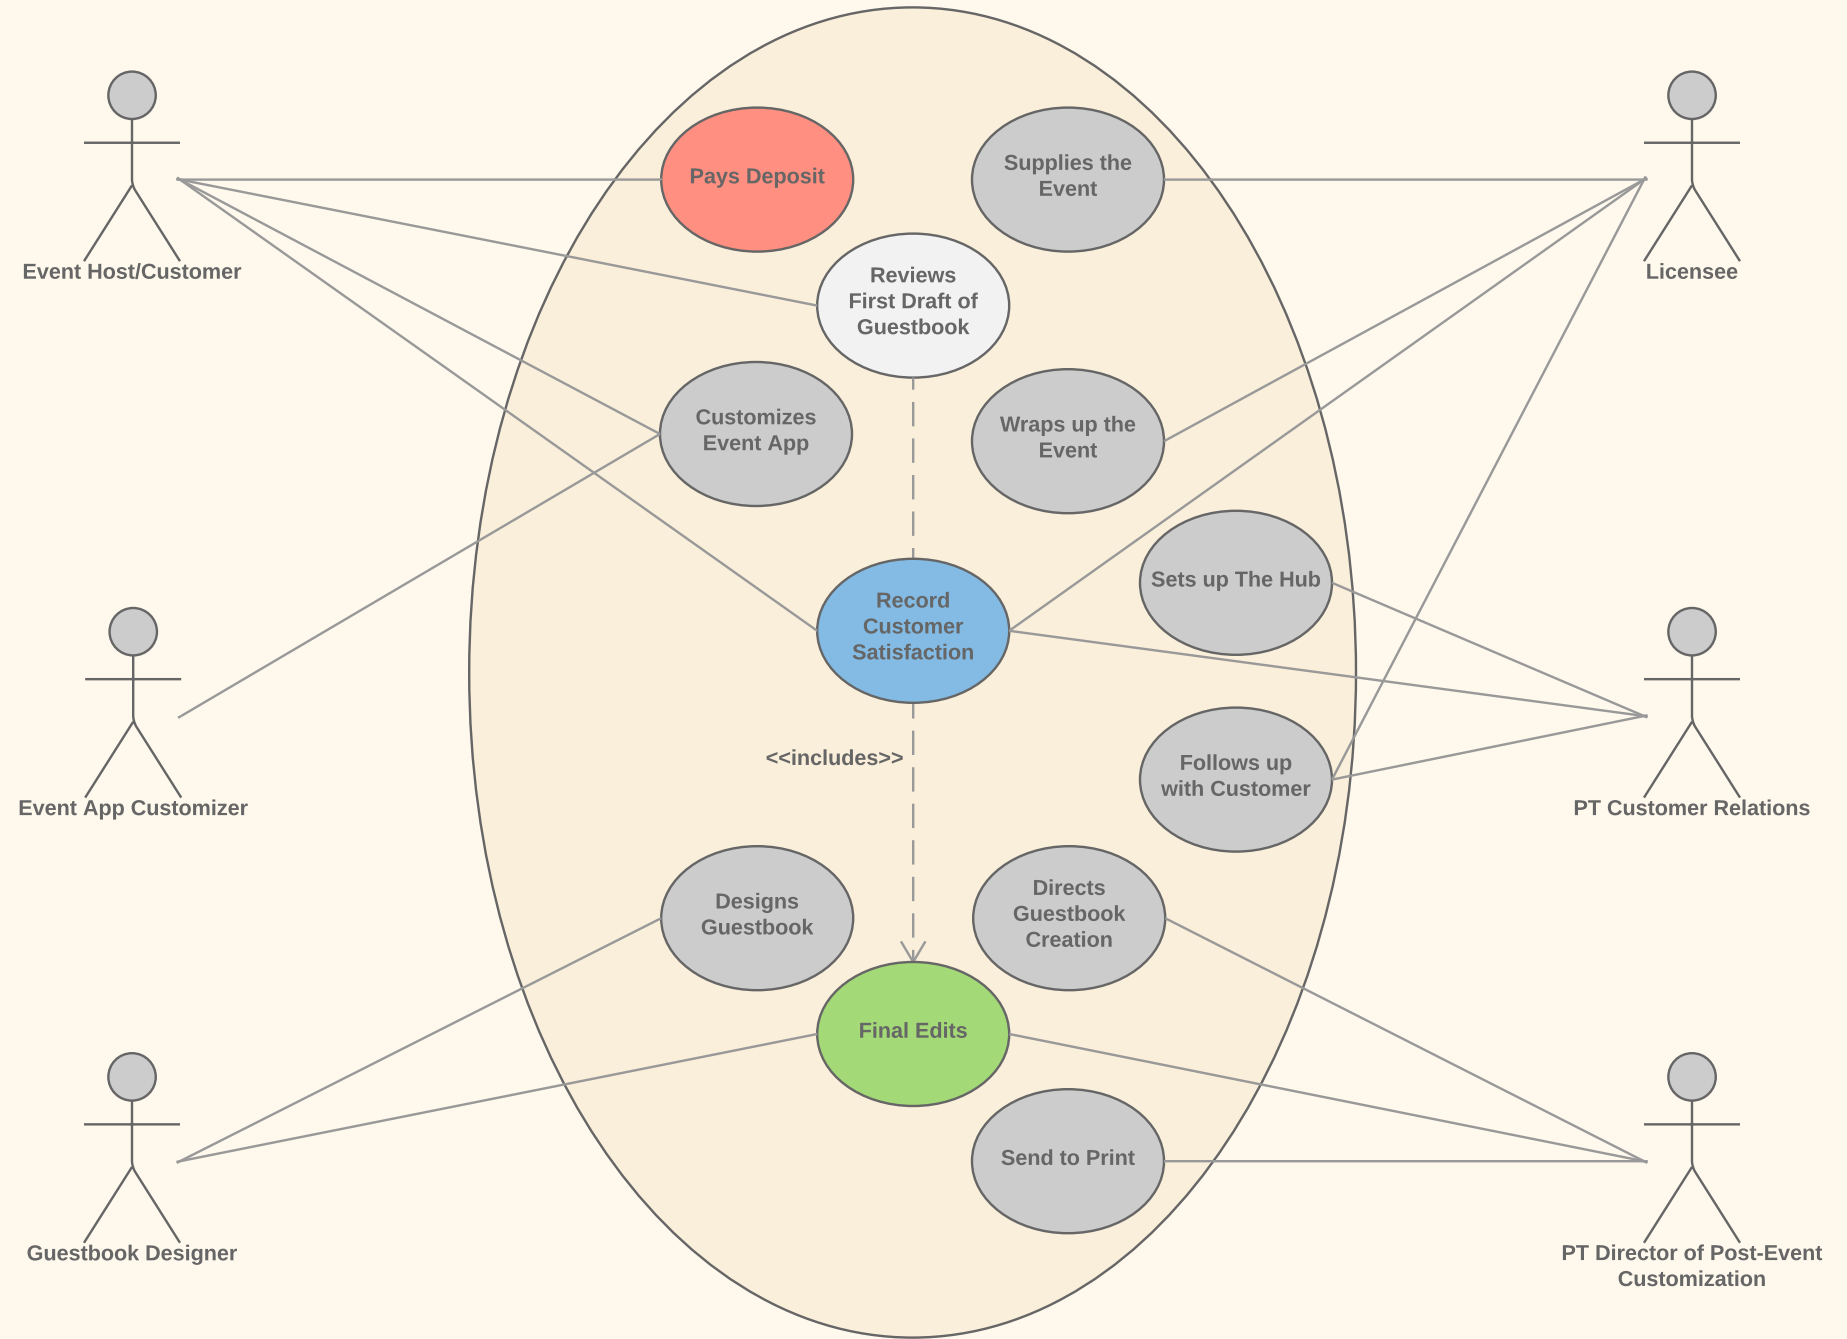 Pays Deposit
Supplies the
Event
Event Host/Customer
Licensee
Reviews
First Draft of
Guestbook
Customizes
Event App
Wraps up the
Event
Sets up The Hub
Record
Customer
Satisfaction
<<includes>>
Follows up
with Customer
Event App Customizer
PT Customer Relations
Designs
Guestbook
Directs
Guestbook
Creation
Final Edits
Send to Print
Guestbook Designer
PT Director of Post-Event
Customization